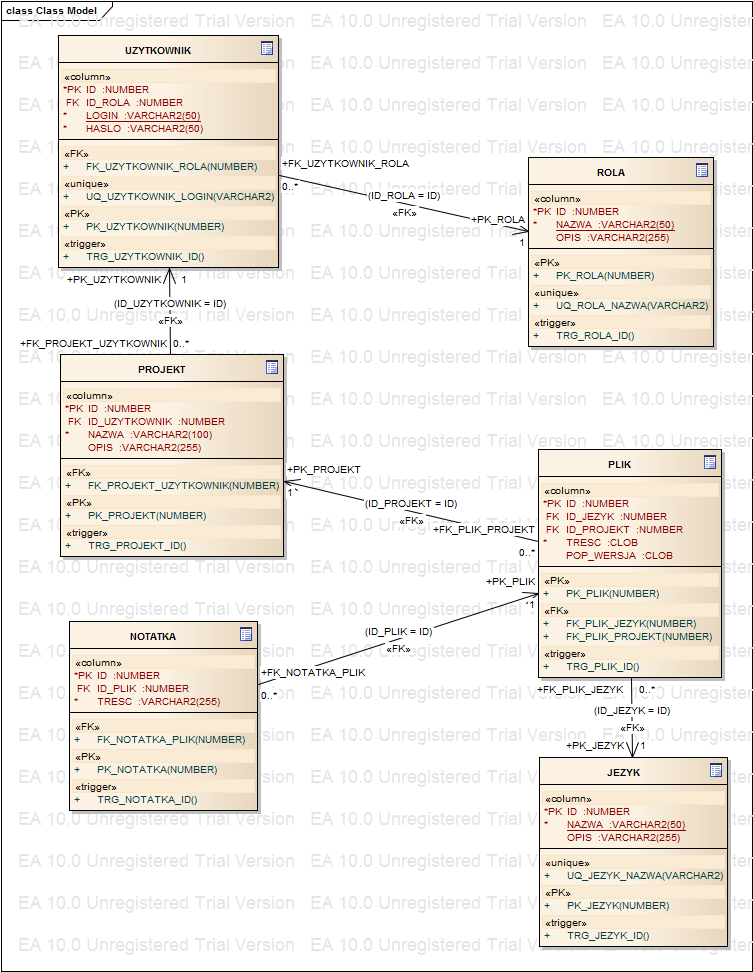 class Class Model
EA 10.0 Unregistered Trial Version
UZYTKOWNIK
«column»
*PK ID :NUMBER
FK ID_ROLA :NUMBER
* LOGIN :VARCHAR2(50)
* HASLO :VARCHAR2(50)
«FK»
+ FK_UZYTKOWNIK_ROLA(NUMBER)
«unique»
+ UQ_UZYTKOWNIK_LOGIN(VARCHAR2)
«PK»
+ PK_UZYTKOWNIK(NUMBER)
«trigger»
+ TRG_UZYTKOWNIK_ID()
+FK_UZYTKOWNIK_ROLA
0..*
(ID_ROLA = ID)
«FK»
+PK_ROLA
1
ROLA
«column»
*PK ID :NUMBER
* NAZWA :VARCHAR2(50)
OPIS :VARCHAR2(255)
«PK»
+ PK_ROLA(NUMBER)
«unique»
+ UQ_ROLA_NAZWA(VARCHAR2)
«trigger»
+ TRG_ROLA_ID()
+PK_UZYTKOWNIK
1
(ID_UZYTKOWNIK = ID)
«FK»
+FK_PROJEKT_UZYTKOWNIK
0..*
PROJEKT
«column»
*PK ID :NUMBER
FK ID_UZYTKOWNIK :NUMBER
* NAZWA :VARCHAR2(100)
OPIS :VARCHAR2(255)
«FK»
+ FK_PROJEKT_UZYTKOWNIK(NUMBER)
«PK»
+ PK_PROJEKT(NUMBER)
«trigger»
+ TRG_PROJEKT_ID()
+PK_PROJEKT
1
(ID_PROJEKT = ID)
«FK»
+FK_PLIK_PROJEKT
0..*
PLIK
«column»
*PK ID :NUMBER
FK ID_JEZYK :NUMBER
FK ID_PROJEKT :NUMBER
* TRESC :CLOB
POP_WERSJA :CLOB
«PK»
+ PK_PLIK(NUMBER)
«FK»
+ FK_PLIK_JEZYK(NUMBER)
+ FK_PLIK_PROJEKT(NUMBER)
«trigger»
+ TRG_PLIK_ID()
+PK_PLIK
1
(ID_PLIK = ID)
«FK»
+FK_NOTATKA_PLIK
0..*
NOTATKA
«column»
*PK ID :NUMBER
FK ID_PLIK :NUMBER
* TRESC :VARCHAR2(255)
«FK»
+ FK_NOTATKA_PLIK(NUMBER)
«PK»
+ PK_NOTATKA(NUMBER)
«trigger»
+ TRG_NOTATKA_ID()
+FK_PLIK_JEZYK
0..*
(ID_JEZYK = ID)
«FK»
+PK_JEZYK
1
JEZYK
«column»
*PK ID :NUMBER
* NAZWA :VARCHAR2(50)
OPIS :VARCHAR2(255)
«unique»
+ UQ_JEZYK_NAZWA(VARCHAR2)
«PK»
+ PK_JEZYK(NUMBER)
«trigger»
+ TRG_JEZYK_ID()